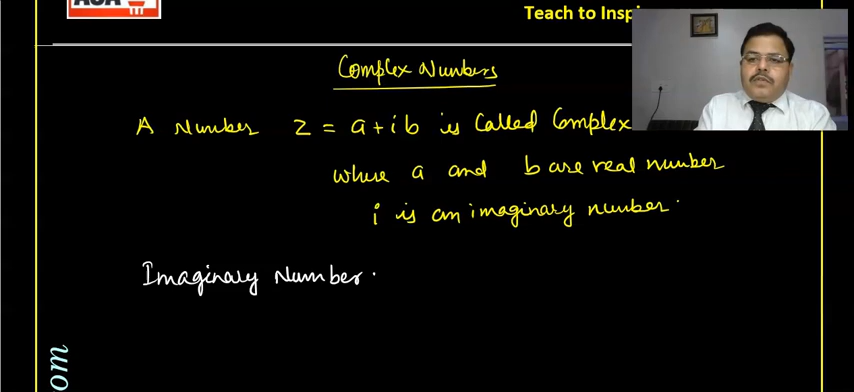 Teach to Insp
Complex Numbers
A Number z = a + i b is Called Complex
where a and b are real number
i is an imaginary number.
Imaginary Number.
om